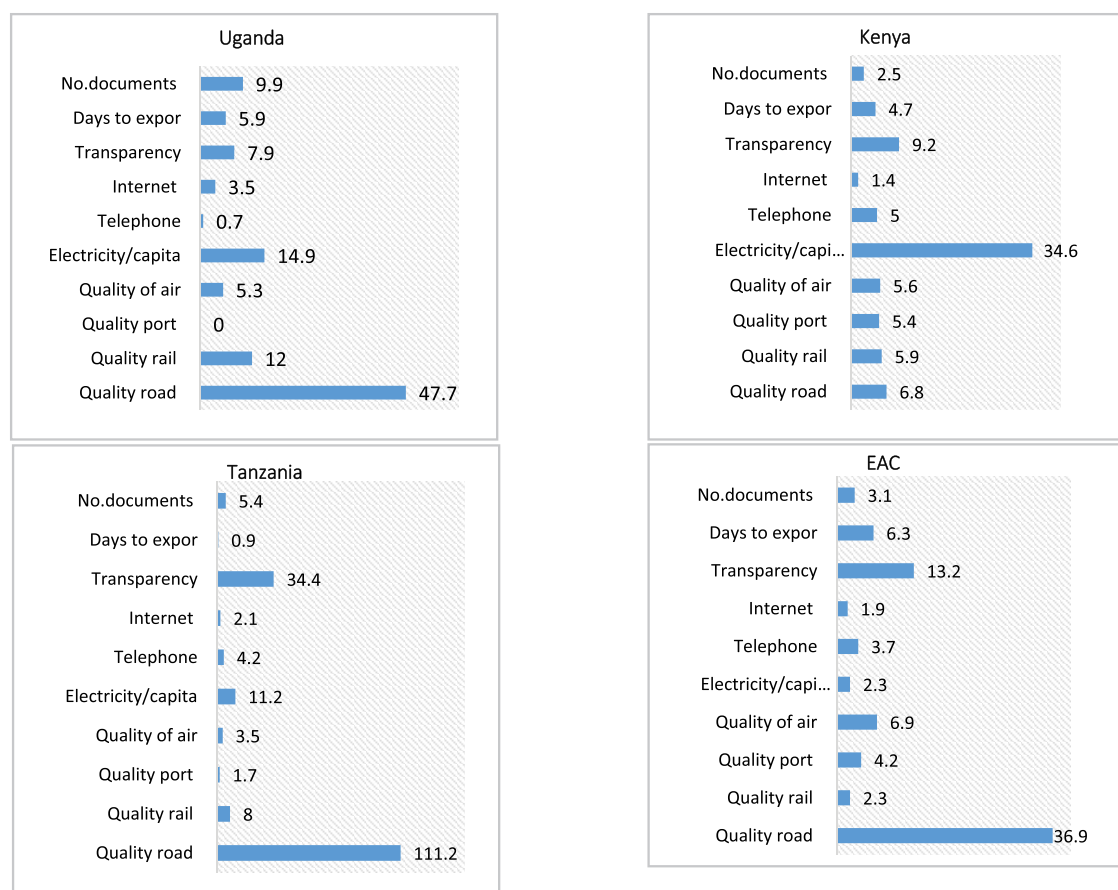 Uganda
No.documents 9.9
Days to expor 5.9
Transparency 7.9
Internet 3.5
Telephone 0.7
Electricity/capita 14.9
Quality of air 5.3
Quality port 0
Quality rail 12
Quality road 47.7
Kenya
No.documents 2.5
Days to expor 4.7
Transparency 9.2
Internet 1.4
Telephone 5
Electricity/capi... 34.6
Quality of air 5.6
Quality port 5.4
Quality rail 5.9
Quality road 6.8
Tanzania
No.documents 5.4
Days to expor 0.9
Transparency 34.4
Internet 2.1
Telephone 4.2
Electricity/capita 11.2
Quality of air 3.5
Quality port 1.7
Quality rail 8
Quality road 111.2
EAC
No.documents 3.1
Days to expor 6.3
Transparency 13.2
Internet 1.9
Telephone 3.7
Electricity/capi... 2.3
Quality of air 6.9
Quality port 4.2
Quality rail 2.3
Quality road 36.9